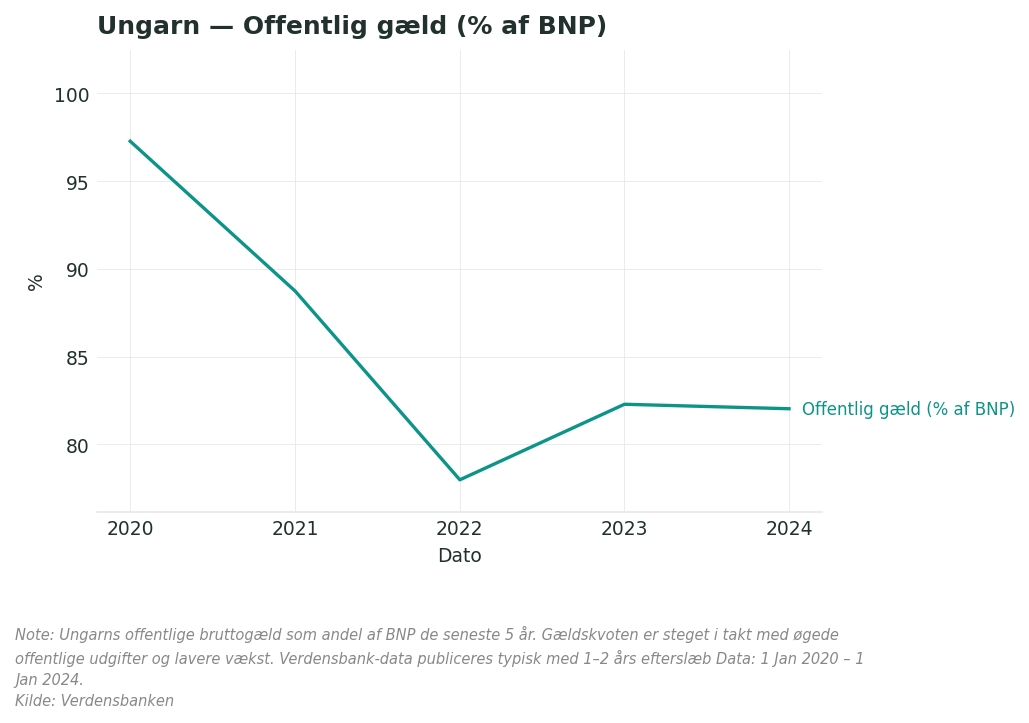 Ungarn — Offentlig gæld (% af BNP)
100
95
90
85
80
%
2020 2021 2022 2023 2024
Dato
Offentlig gæld (% af BNP)
Note: Ungarns offentlige bruttogæld som andel af BNP de seneste 5 år. Gældskvoten er steget i takt med øgede
offentlige udgifter og lavere vækst. Verdensbank-data publiceres typisk med 1–2 års efterslæb Data: 1 Jan 2020 – 1
Jan 2024.
Kilde: Verdensbanken